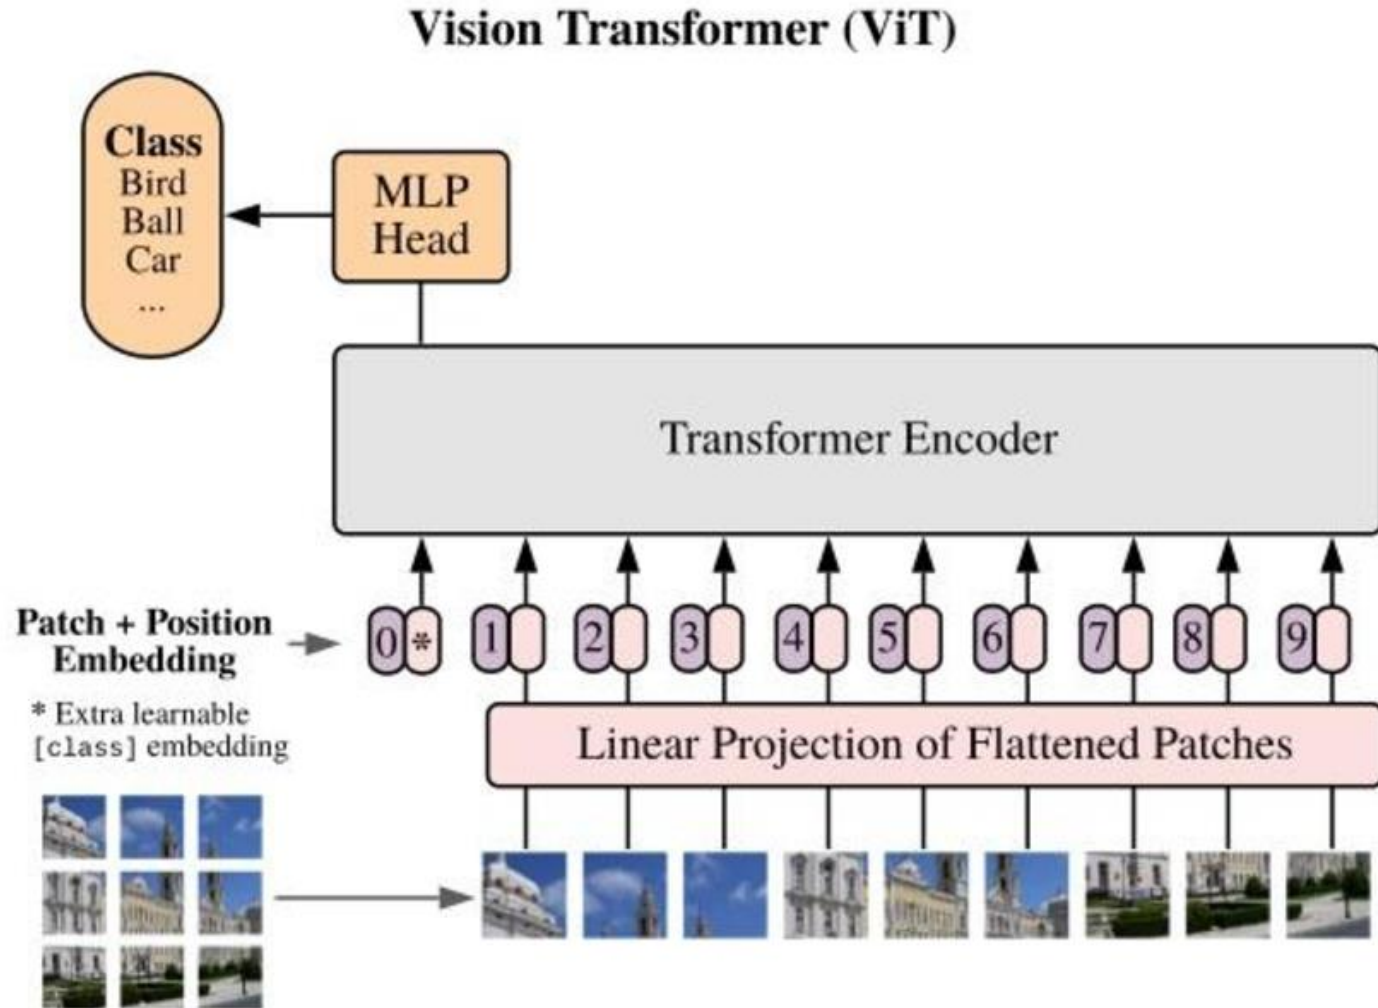 Vision Transformer (ViT)
Class
Bird
Ball
Car
...
MLP
Head
Transformer Encoder
Patch + Position
Embedding
0 * 1 2 3 4 5 6 7 8 9
* Extra learnable
[class] embedding
Linear Projection of Flattened Patches